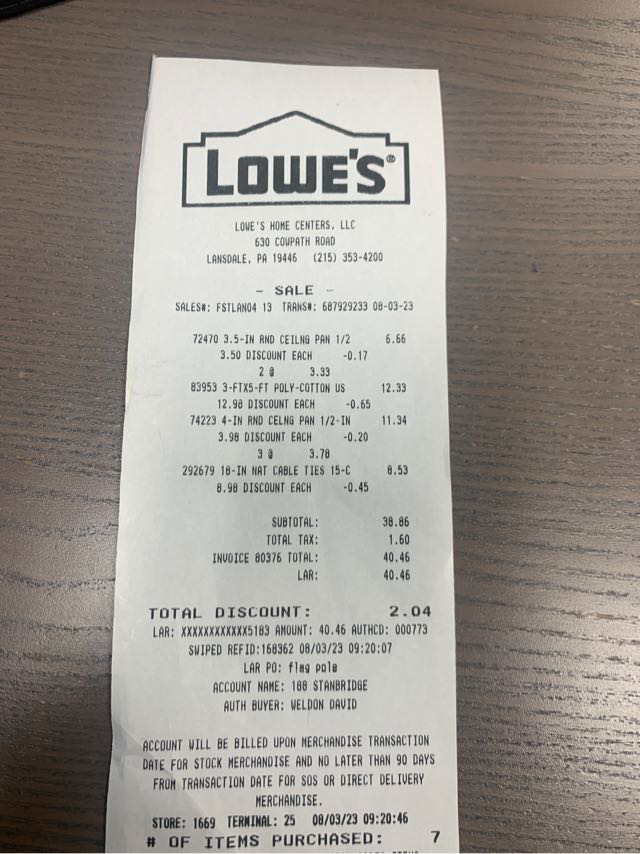 LOWE'S®
LOWE'S HOME CENTERS, LLC
630 COWPATH ROAD
LANSDALE, PA 19446 (215) 353-4200
- SALE -
SALES#: FSTLAN04 13 TRANS#: 687929233 08-03-23
72470 3.5-IN RND CEILNG PAN 1/2 6.66
3.50 DISCOUNT EACH -0.17
2 @ 3.33
83953 3-FTX5-FT POLY-COTTON US 12.33
12.98 DISCOUNT EACH -0.65
74223 4-IN RND CELNG PAN 1/2-IN 11.34
3.98 DISCOUNT EACH -0.20
3 @ 3.78
292679 18-IN NAT CABLE TIES 15-C 8.53
8.98 DISCOUNT EACH -0.45
SUBTOTAL: 38.86
TOTAL TAX: 1.60
INVOICE 80376 TOTAL: 40.46
LAR: 40.46
TOTAL DISCOUNT: 2.04
LAR: XXXXXXXXXXXX5183 AMOUNT: 40.46 AUTHCD: 000773
SWIPED REFID:168362 08/03/23 09:20:07
LAR PO: flag pole
ACCOUNT NAME: 188 STANBRIDGE
AUTH BUYER: WELDON DAVID
ACCOUNT WILL BE BILLED UPON MERCHANDISE TRANSACTION
DATE FOR STOCK MERCHANDISE AND NO LATER THAN 90 DAYS
FROM TRANSACTION DATE FOR SOS OR DIRECT DELIVERY
MERCHANDISE.
STORE: 1669 TERMINAL: 25 08/03/23 09:20:46
# OF ITEMS PURCHASED: 7